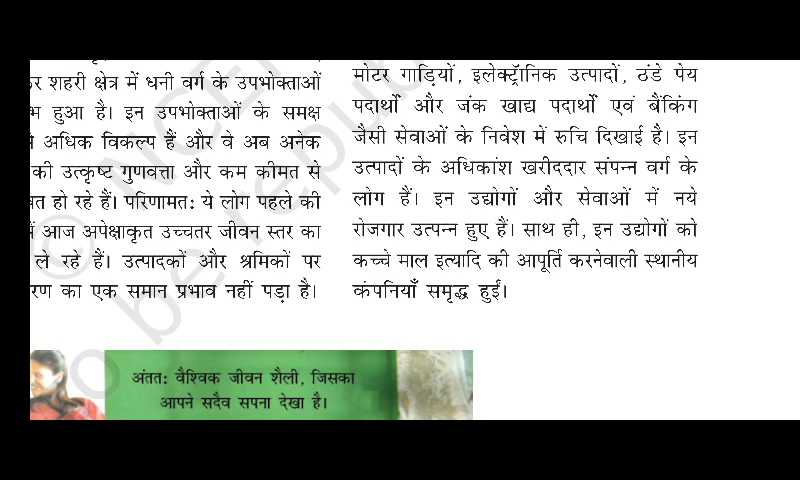 शहरी क्षेत्र में धनी वर्ग के उपभोक्ताओं
हुआ है। इन उपभोक्ताओं के समक्ष
अधिक विकल्प हैं और वे अब अनेक
की उत्कृष्ट गुणवत्ता और कम कीमत से
हो रहे हैं। परिणामतः ये लोग पहले की
आज अपेक्षाकृत उच्चतर जीवन स्तर का
ले रहे हैं। उत्पादकों और श्रमिकों पर
का एक समान प्रभाव नहीं पड़ा है।
मोटर गाड़ियों, इलेक्ट्रॉनिक उत्पादों, ठंडे पेय
पदार्थों और जंक खाद्य पदार्थों एवं बैंकिंग
जैसी सेवाओं के निवेश में रुचि दिखाई है। इन
उत्पादों के अधिकांश खरीददार संपन्न वर्ग के
लोग हैं। इन उद्योगों और सेवाओं में नये
रोजगार उत्पन्न हुए हैं। साथ ही, इन उद्योगों को
कच्चे माल इत्यादि की आपूर्ति करनेवाली स्थानीय
कंपनियाँ समृद्ध हुईं।
अंततः वैश्विक जीवन शैली, जिसका
आपने सदैव सपना देखा है।